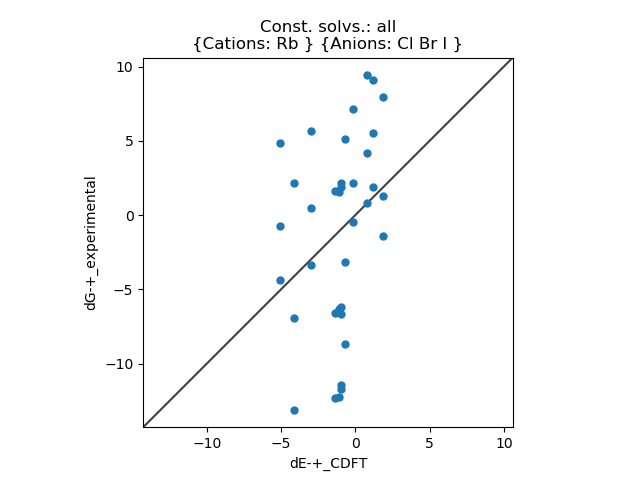 Const. solvs.: all
{Cations: Rb } {Anions: Cl Br I }
10
5
0
−5
−10
dG-+_experimental
−10
−5
0
5
10
dE-+_CDFT